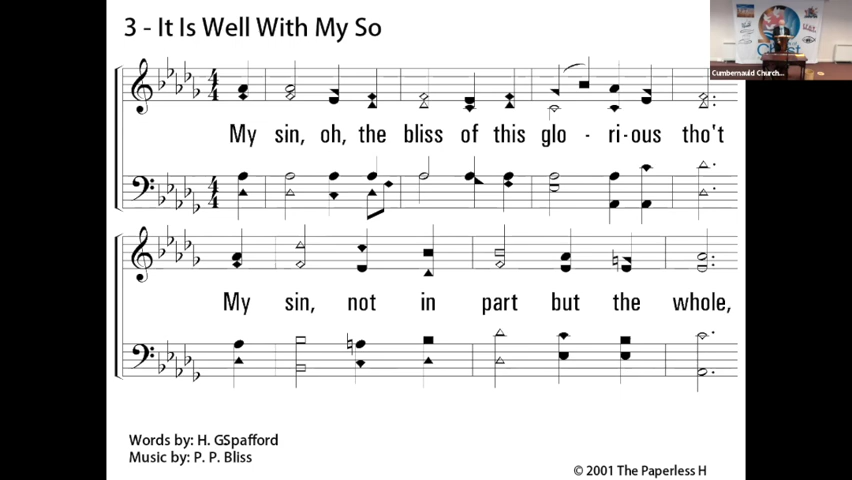 3 - It Is Well With My So
Cumbernauld Church...
My sin, oh, the bliss of this glo - ri-ous tho't
My sin, not in part but the whole,
Words by: H. GSpafford
Music by: P. P. Bliss
© 2001 The Paperless H